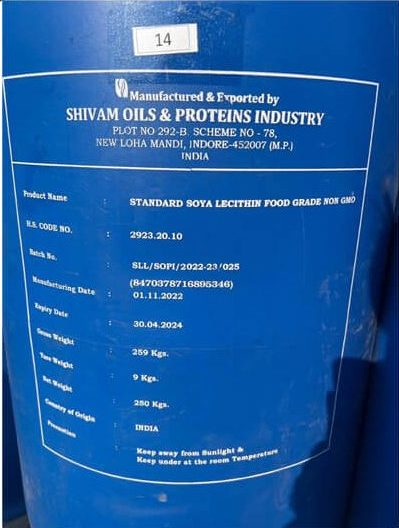 14
Manufactured & Exported by
SHIVAM OILS & PROTEINS INDUSTRY
PLOT NO 292-B, SCHEME NO - 78,
NEW LOHA MANDI, INDORE-452007 (M.P.)
INDIA
Product Name : STANDARD SOYA LECITHIN FOOD GRADE NON GMO
H.S. CODE NO. : 2923.20.10
Batch No. : SLL/SOPI/2022-23/025
(8470378716895346)
Manufacturing Date : 01.11.2022
Expiry Date : 30.04.2024
Gross Weight : 259 Kgs.
Tare Weight : 9 Kgs.
Net Weight : 250 Kgs.
Country of Origin : INDIA
Precaution : Keep away from Sunlight &
Keep under at the room Temperature